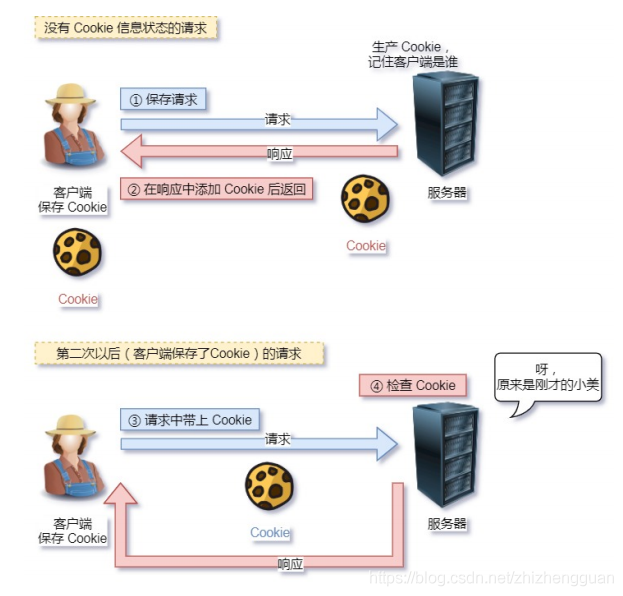 没有 Cookie 信息状态的请求
生产 Cookie，
记住客户端是谁
① 保存请求
请求
响应
② 在响应中添加 Cookie 后返回
客户端
保存 Cookie
服务器
Cookie
Cookie
第二次以后（客户端保存了Cookie）的请求
呀，
原来是刚才的小美
④ 检查 Cookie
③ 请求中带上 Cookie
请求
客户端
保存 Cookie
Cookie
服务器
响应
https://blog.csdn.net/zhizhengguan